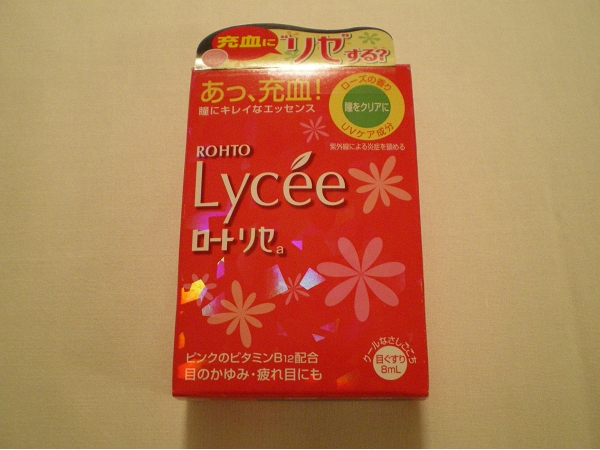 充血に"リセ"する?
あっ、充血!
瞳にキレイなエッセンス
ローズの香り
瞳をクリアに
UVケア成分
紫外線による炎症を鎮める
ROHTO
Lycée
ロートリセa
ピンクのビタミンB12配合
目のかゆみ・疲れ目にも
クールなさしごこち
目ぐすり
8mL